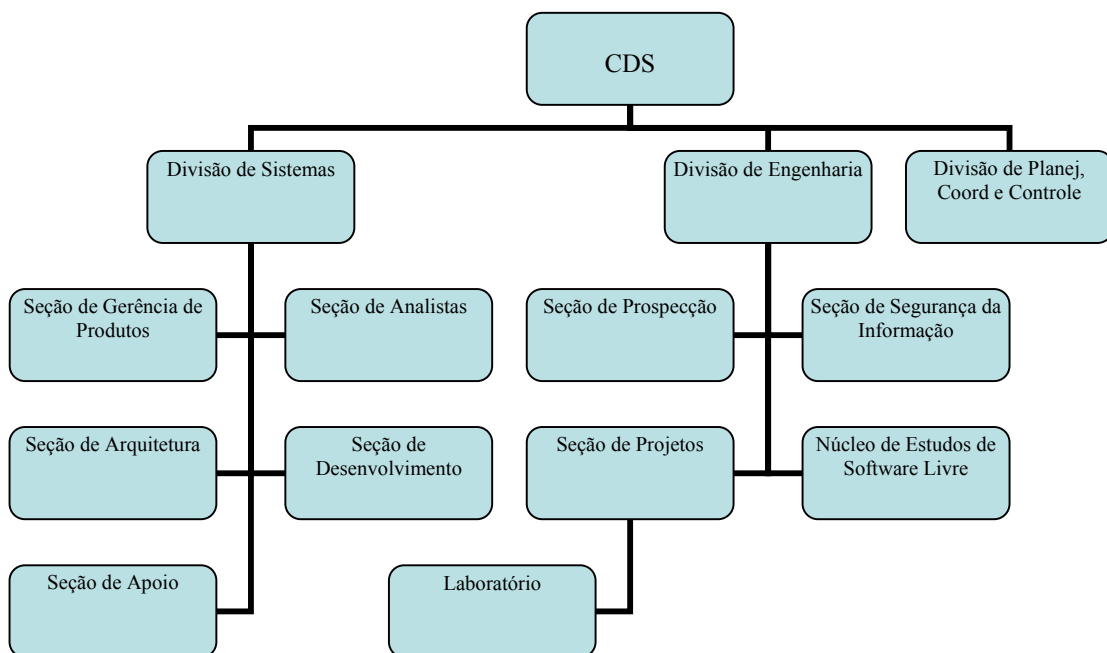 CDS
Divisão de Sistemas
Divisão de Engenharia
Divisão de Planej,
Coord e Controle
Seção de Gerência de
Produtos
Seção de Analistas
Seção de Prospecção
Seção de Segurança da
Informação
Seção de Arquitetura
Seção de
Desenvolvimento
Seção de Projetos
Núcleo de Estudos de
Software Livre
Seção de Apoio
Laboratório